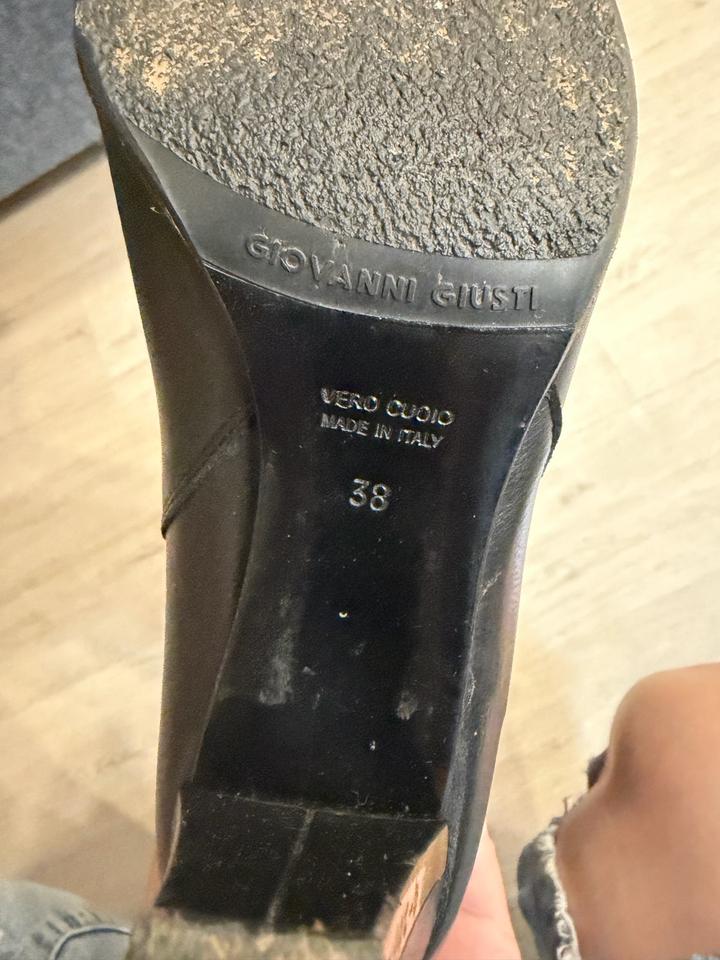 GIOVANNI GIUSTI
VERO CUOIO
MADE IN ITALY
38